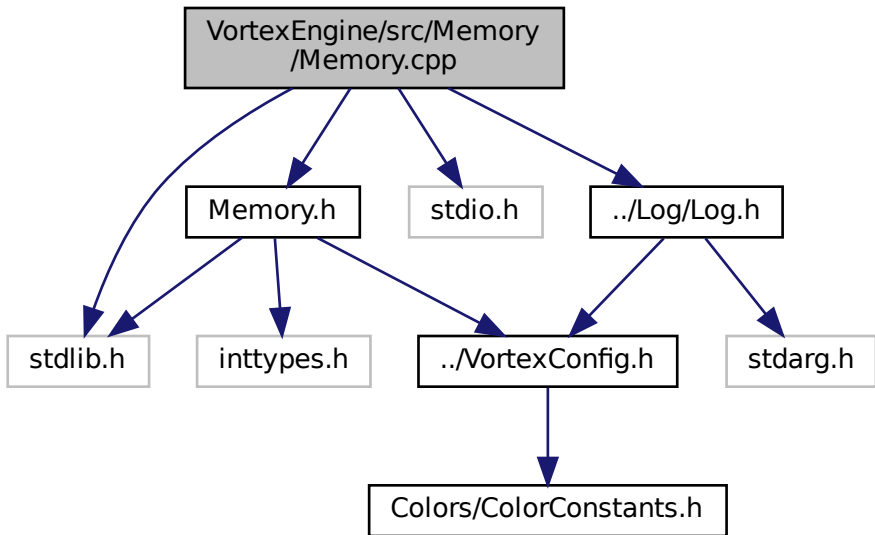 VortexEngine/src/Memory
/Memory.cpp
Memory.h
stdio.h
../Log/Log.h
stdlib.h
inttypes.h
../VortexConfig.h
stdarg.h
Colors/ColorConstants.h